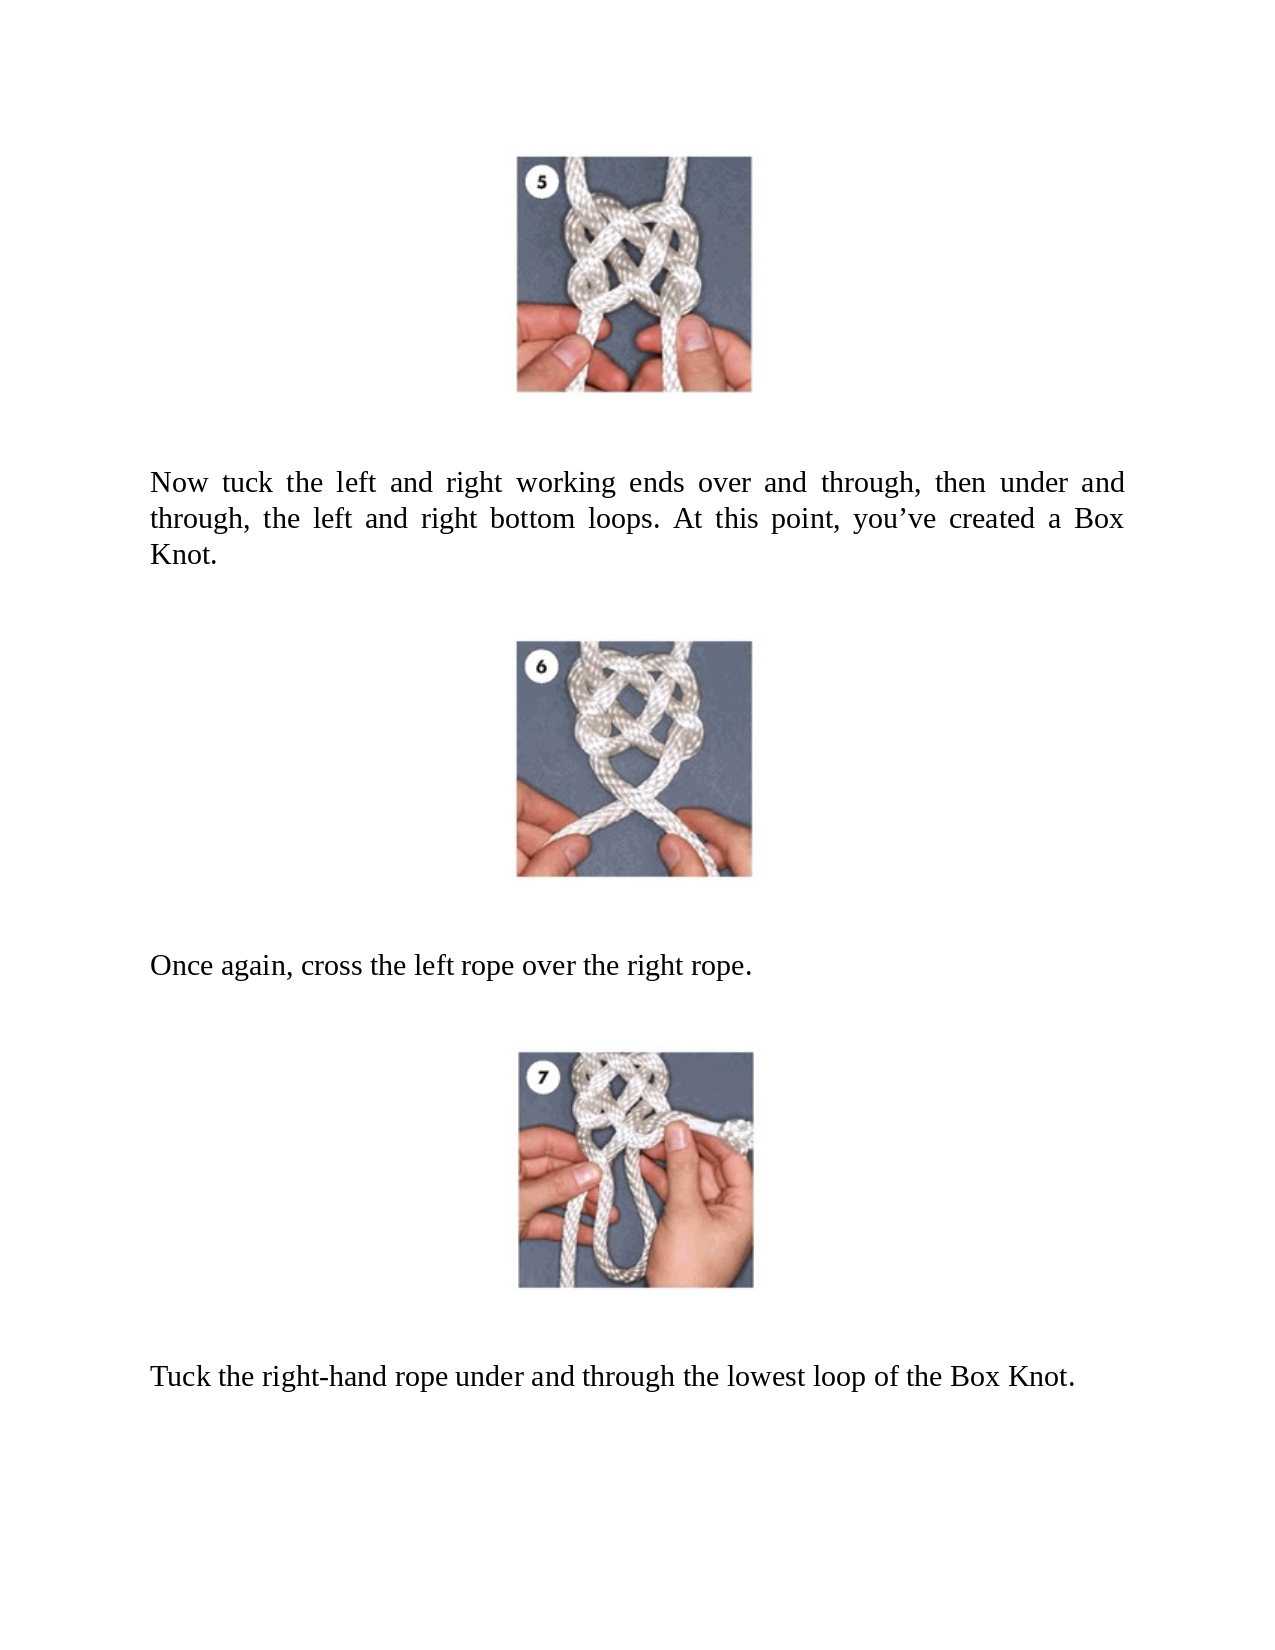 5
Now tuck the left and right working ends over and through, then under and
through, the left and right bottom loops. At this point, you’ve created a Box
Knot.
6
Once again, cross the left rope over the right rope.
7
Tuck the right-hand rope under and through the lowest loop of the Box Knot.